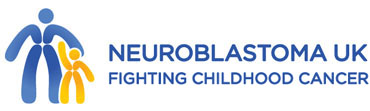 NEUROBLASTOMA UK
FIGHTING CHILDHOOD CANCER